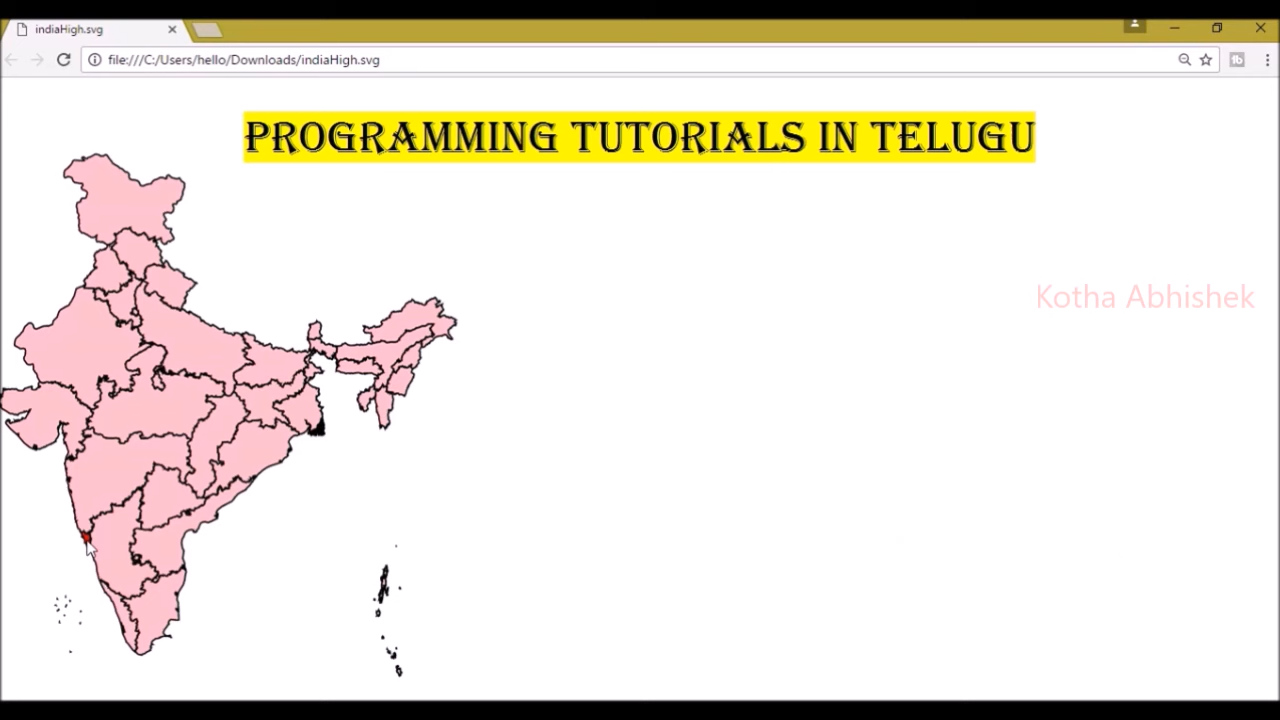 indiaHigh.svg
file:///C:/Users/hello/Downloads/indiaHigh.svg
PROGRAMMING TUTORIALS IN TELUGU
Kotha Abhishek